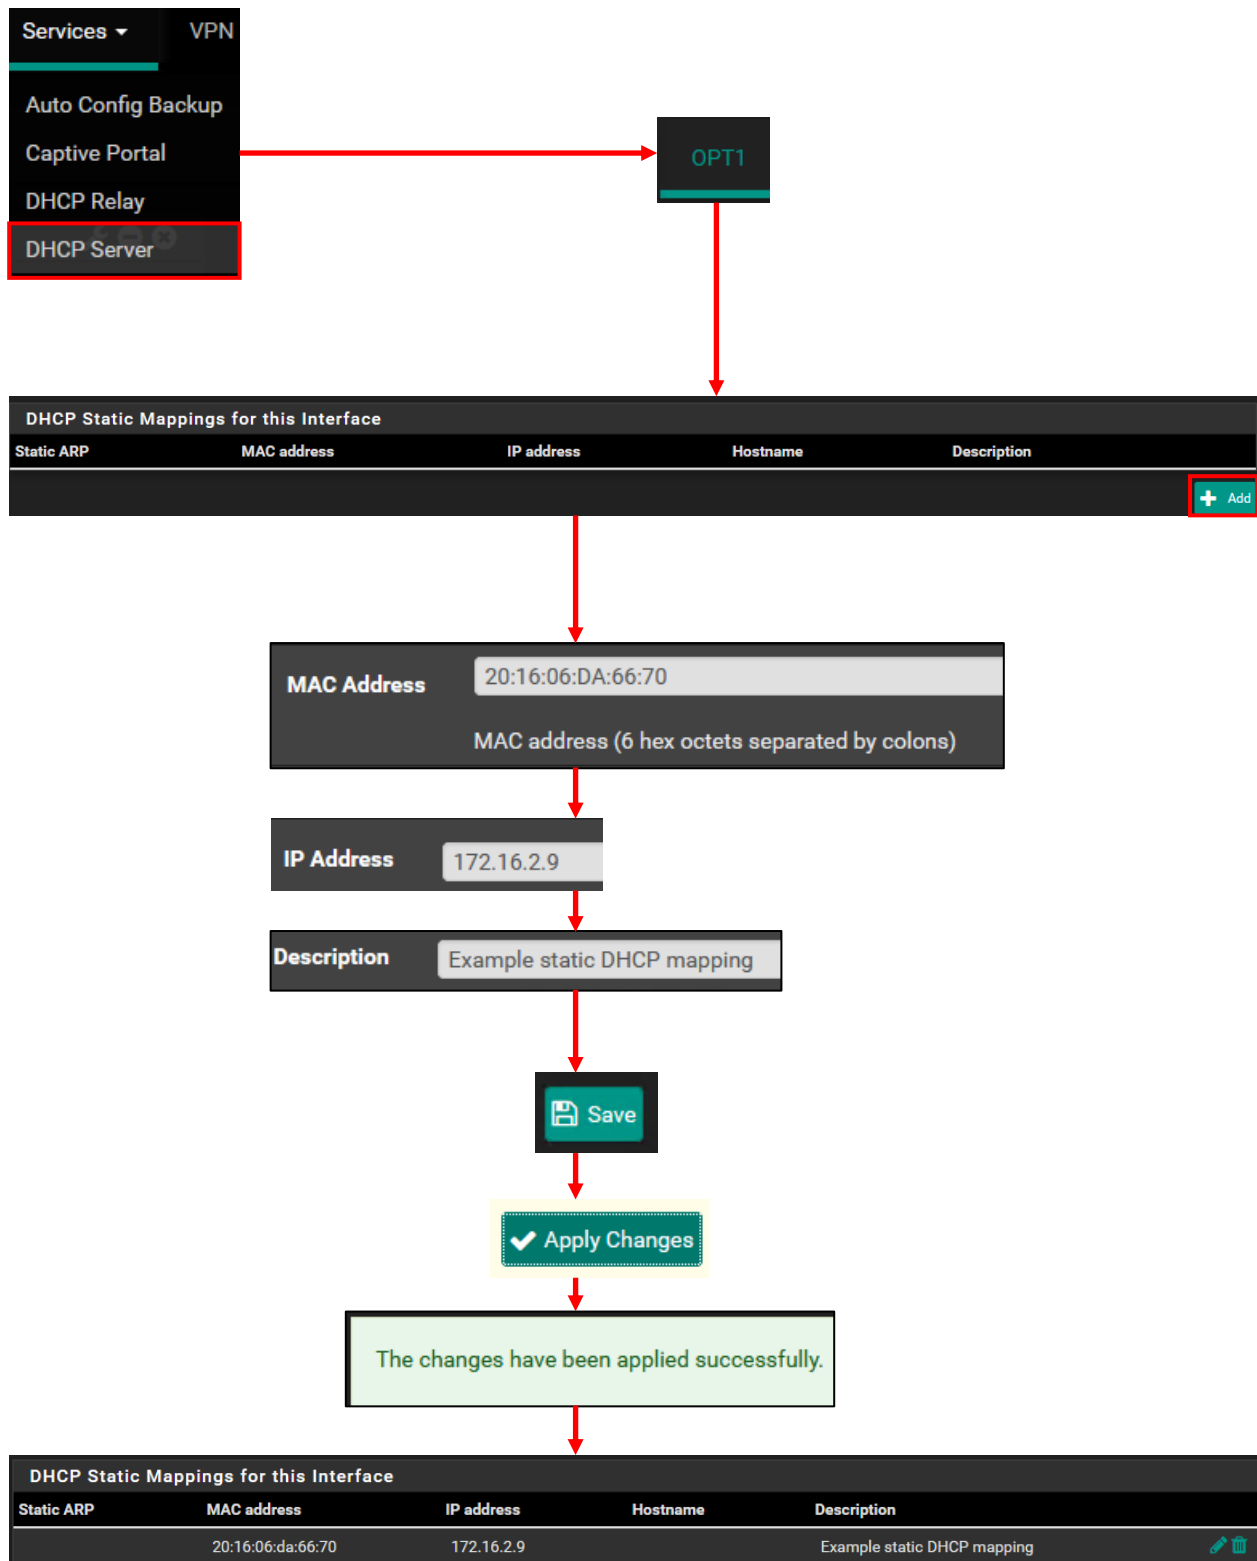 Services VPN
Auto Config Backup
Captive Portal
DHCP Relay
DHCP Server
OPT1
DHCP Static Mappings for this Interface
Static ARP MAC address IP address Hostname Description
Add
MAC Address 20:16:06:DA:66:70
MAC address (6 hex octets separated by colons)
IP Address 172.16.2.9
Description Example static DHCP mapping
Save
Apply Changes
The changes have been applied successfully.
DHCP Static Mappings for this Interface
Static ARP MAC address IP address Hostname Description
20:16:06:da:66:70 172.16.2.9 Example static DHCP mapping